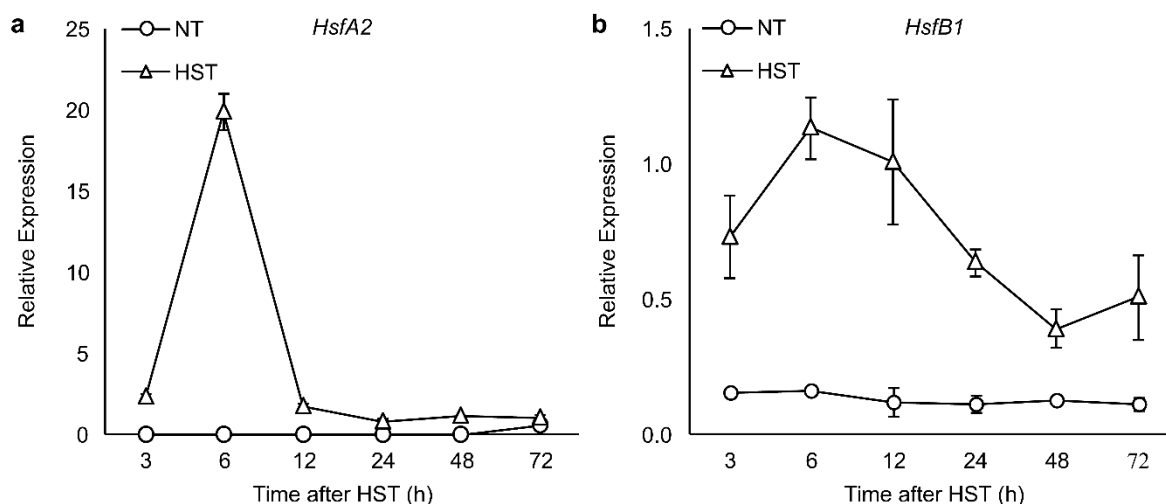 a
HsfA2
NT
HST
Relative Expression
25
20
15
10
5
0
3 6 12 24 48 72
Time after HST (h)
b
HsfB1
NT
HST
Relative Expression
1.5
1.0
0.5
0.0
3 6 12 24 48 72
Time after HST (h)